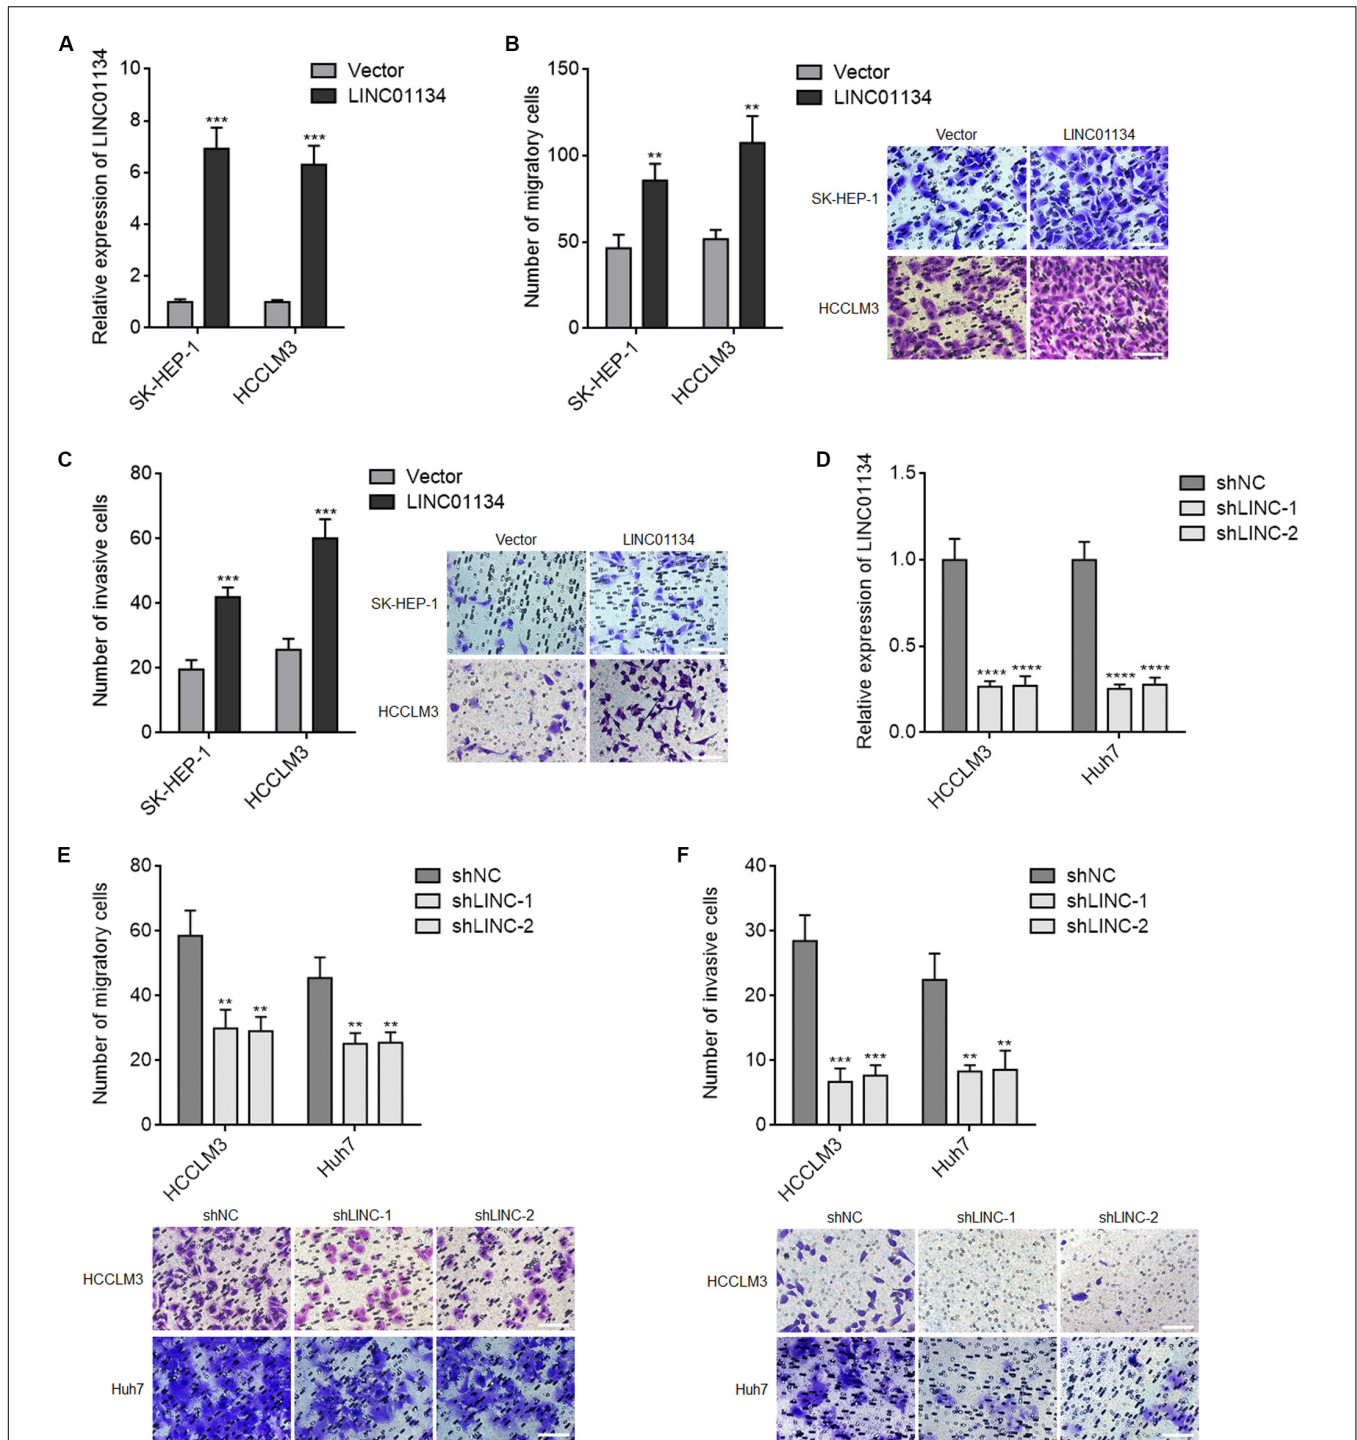 A
Relative expression of LINC01134
10
8
6
4
2
0
Vector
LINC01134
***
***
SK-HEP-1
HCCLM3
B
Number of migratory cells
150
100
50
0
Vector
LINC01134
**
**
SK-HEP-1
HCCLM3
Vector
LINC01134
SK-HEP-1
HCCLM3
C
Number of invasive cells
80
60
40
20
0
Vector
LINC01134
***
***
SK-HEP-1
HCCLM3
Vector
LINC01134
SK-HEP-1
HCCLM3
D
Relative expression of LINC01134
1.5
1.0
0.5
0.0
shNC
shLINC-1
shLINC-2
**** ****
**** ****
HCCLM3
Huh7
E
Number of migratory cells
80
60
40
20
0
shNC
shLINC-1
shLINC-2
** **
** **
HCCLM3
Huh7
shNC
shLINC-1
shLINC-2
HCCLM3
Huh7
F
Number of invasive cells
40
30
20
10
0
shNC
shLINC-1
shLINC-2
*** ***
** **
HCCLM3
Huh7
shNC
shLINC-1
shLINC-2
HCCLM3
Huh7